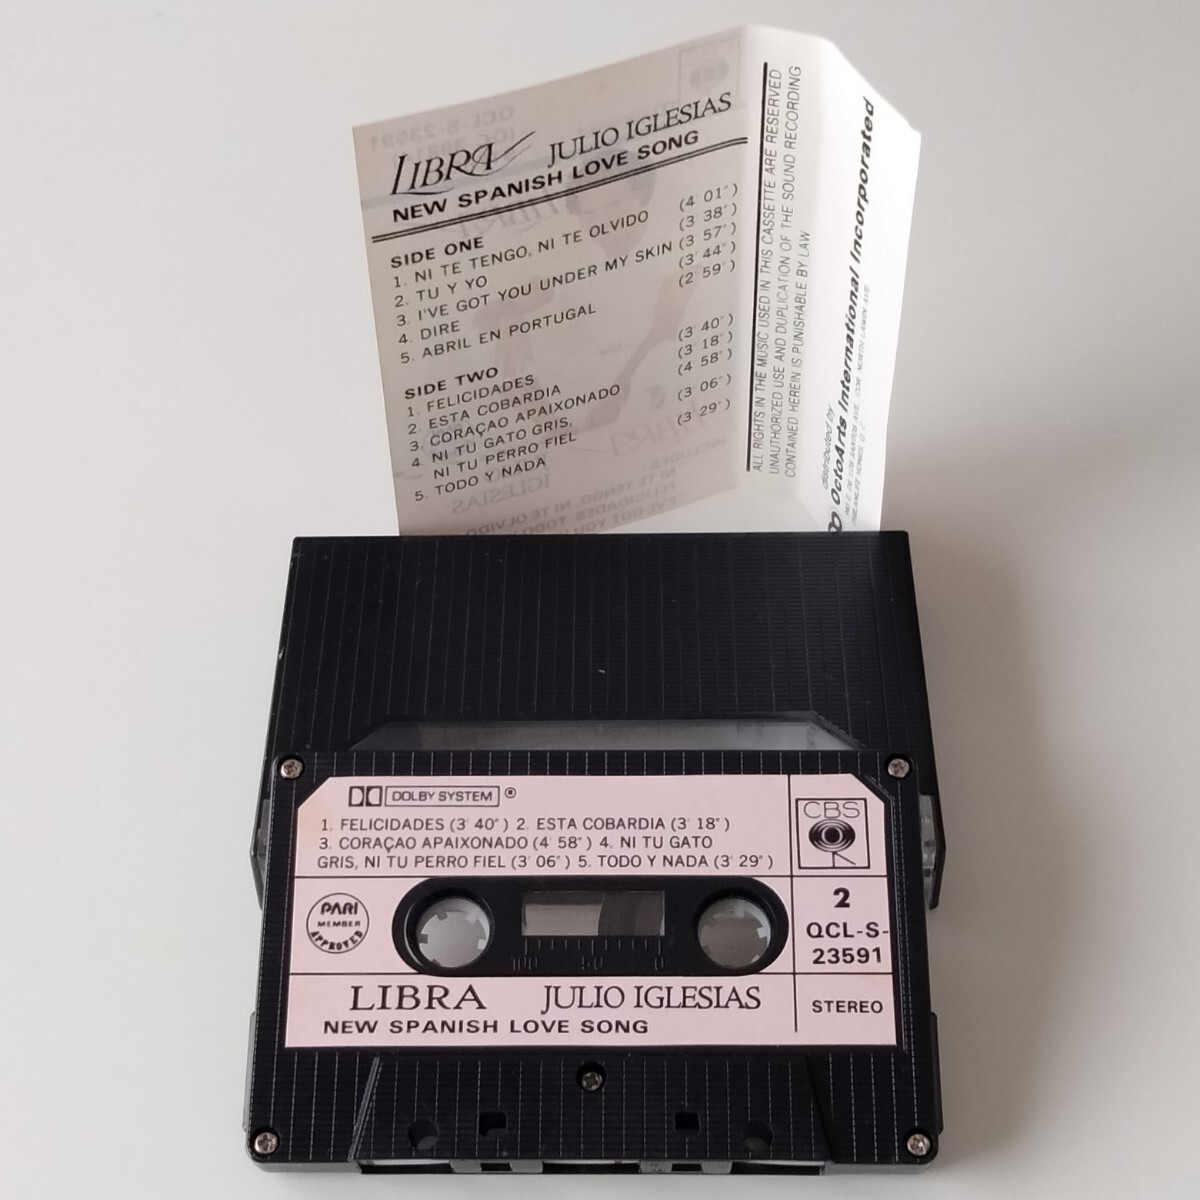 LIBRA JULIO IGLESIAS
NEW SPANISH LOVE SONG
SIDE ONE
1. NI TE TENGO, NI TE OLVIDO (4' 01")
2. TU Y YO (3' 38")
3. I'VE GOT YOU UNDER MY SKIN (3' 57")
4. DIRE (3' 44")
5. ABRIL EN PORTUGAL (2' 59")
SIDE TWO
1. FELICIDADES (3' 40")
2. ESTA COBARDIA (3' 18")
3. CORAÇAO APAIXONADO (4' 58")
4. NI TU GATO GRIS,
NI TU PERRO FIEL (3' 06")
5. TODO Y NADA (3' 29")
ALL RIGHTS IN THE MUSIC USED IN THIS CASSETTE ARE RESERVED
UNAUTHORIZED USE AND DUPLICATION OF THE SOUND RECORDING
CONTAINED HEREIN IS PUNISHABLE BY LAW
distributed by
OctoArts International Incorporated
DOLBY SYSTEM ®
1. FELICIDADES (3' 40") 2. ESTA COBARDIA (3' 18")
3. CORAÇAO APAIXONADO (4' 58") 4. NI TU GATO
GRIS, NI TU PERRO FIEL (3' 06") 5. TODO Y NADA (3' 29")
CBS
PARI
MEMBER
APPROVED
2
QCL-S-
23591
100 50 0
LIBRA JULIO IGLESIAS
NEW SPANISH LOVE SONG
STEREO